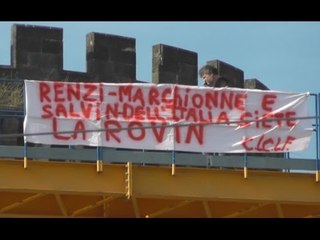 RENZI-MARCHIONNE E
SALVINI DELL'ITALIA SIETE
LA ROVIN
C.L.C.L.F.